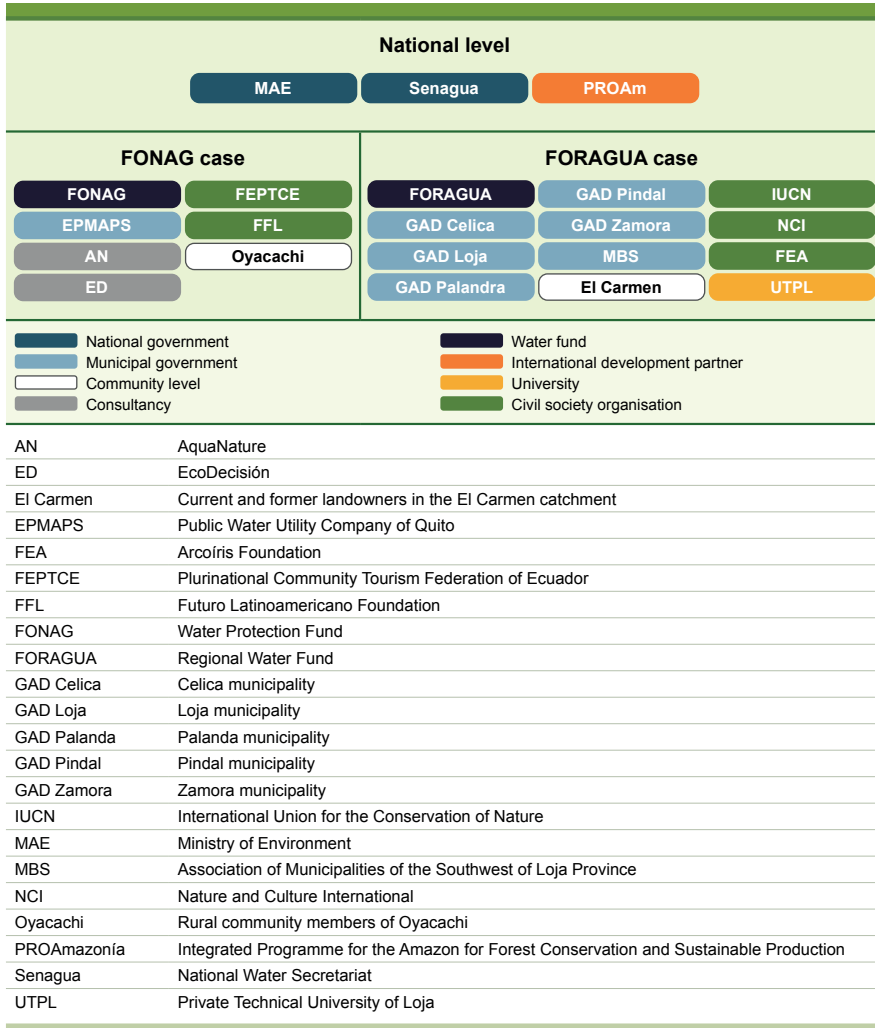 National level
MAE Senagua PROAm
FONAG case
FONAG FEPTCE
EPMAPS FFL
AN Oyacachi
ED
FORAGUA case
FORAGUA GAD Pindal IUCN
GAD Celica GAD Zamora NCI
GAD Loja MBS FEA
GAD Palandra El Carmen UTPL
National government
Municipal government
Community level
Consultancy
Water fund
International development partner
University
Civil society organisation
AN AquaNature
ED EcoDecisión
El Carmen Current and former landowners in the El Carmen catchment
EPMAPS Public Water Utility Company of Quito
FEA Arcoíris Foundation
FEPTCE Plurinational Community Tourism Federation of Ecuador
FFL Futuro Latinoamericano Foundation
FONAG Water Protection Fund
FORAGUA Regional Water Fund
GAD Celica Celica municipality
GAD Loja Loja municipality
GAD Palanda Palanda municipality
GAD Pindal Pindal municipality
GAD Zamora Zamora municipality
IUCN International Union for the Conservation of Nature
MAE Ministry of Environment
MBS Association of Municipalities of the Southwest of Loja Province
NCI Nature and Culture International
Oyacachi Rural community members of Oyacachi
PROAmazonía Integrated Programme for the Amazon for Forest Conservation and Sustainable Production
Senagua National Water Secretariat
UTPL Private Technical University of Loja